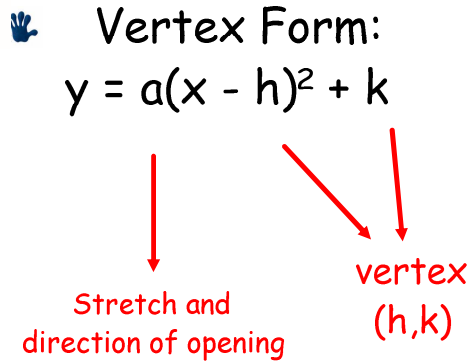 Vertex Form:
y = a(x - h)² + k
vertex
(h,k)
Stretch and
direction of opening